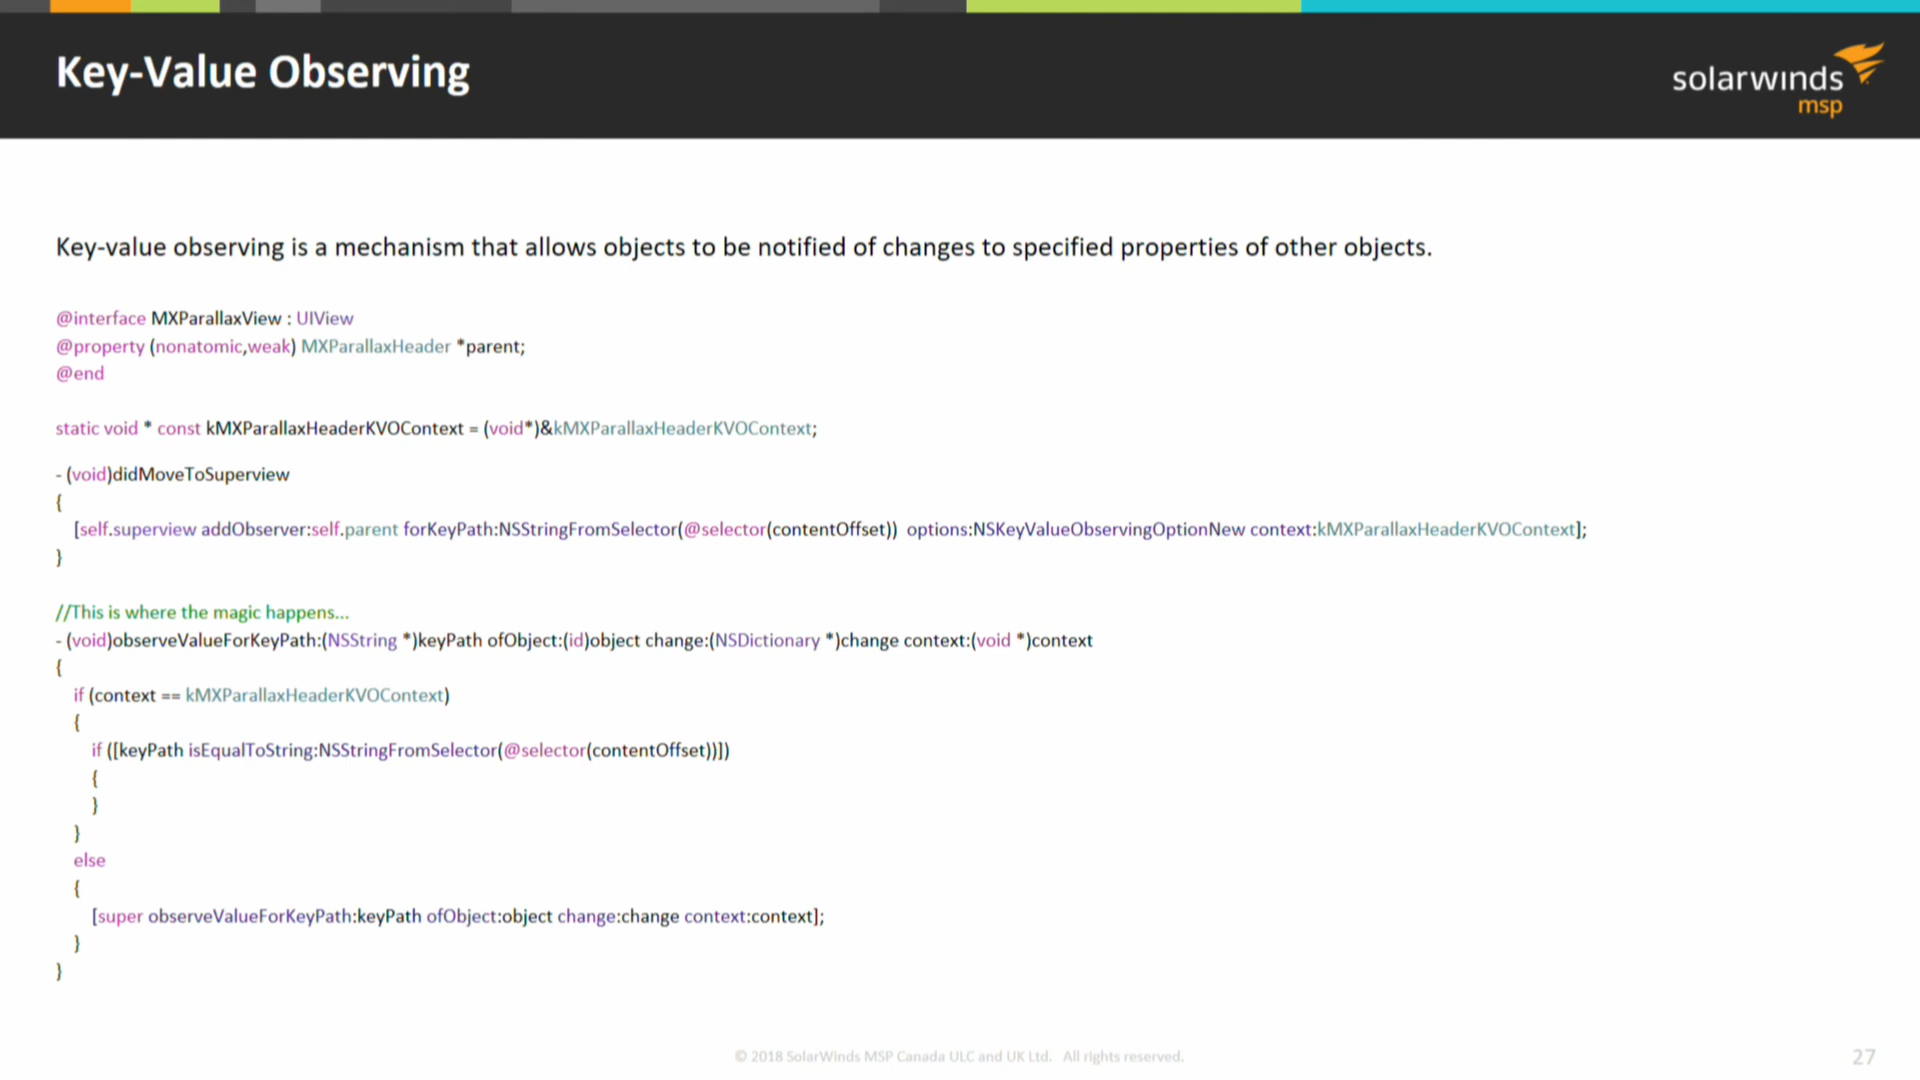 Key-Value Observing
solarwinds
msp
Key-value observing is a mechanism that allows objects to be notified of changes to specified properties of other objects.
@interface MXParallaxView : UIView
@property (nonatomic,weak) MXParallaxHeader *parent;
@end
static void * const kMXParallaxHeaderKVOContext = (void*)&kMXParallaxHeaderKVOContext;
- (void)didMoveToSuperview
{
[self.superview addObserver:self.parent forKeyPath:NSStringFromSelector(@selector(contentOffset)) options:NSKeyValueObservingOptionNew context:kMXParallaxHeaderKVOContext];
}
//This is where the magic happens...
- (void)observeValueForKeyPath:(NSString *)keyPath ofObject:(id)object change:(NSDictionary *)change context:(void *)context
{
if (context == kMXParallaxHeaderKVOContext)
{
if ([keyPath isEqualToString:NSStringFromSelector(@selector(contentOffset))])
{
}
}
else
{
[super observeValueForKeyPath:keyPath ofObject:object change:change context:context];
}
}
© 2018 SolarWinds MSP Canada ULC and UK Ltd. All rights reserved.
27